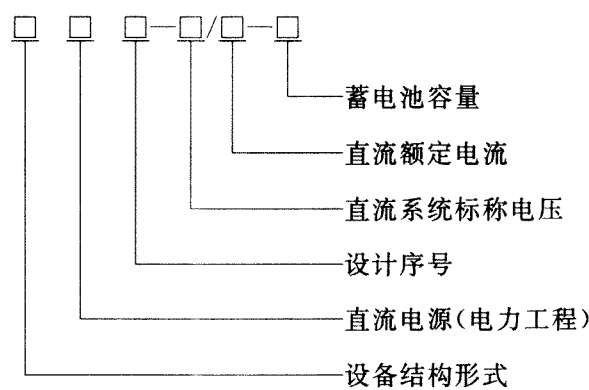 □ □ □—□/□—□
蓄电池容量
直流额定电流
直流系统标称电压
设计序号
直流电源(电力工程)
设备结构形式